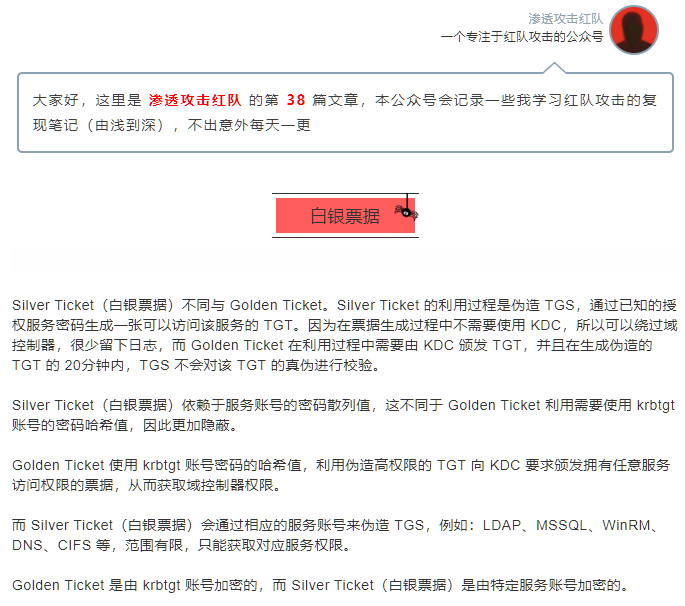 渗透攻击红队
一个专注于红队攻击的公众号
大家好，这里是 渗透攻击红队 的第 38 篇文章，本公众号会记录一些我学习红队攻击的复
现笔记（由浅到深），不出意外每天一更
白银票据
Silver Ticket（白银票据）不同与 Golden Ticket。Silver Ticket 的利用过程是伪造 TGS，通过已知的授
权服务密码生成一张可以访问该服务的 TGT。因为在票据生成过程中不需要使用 KDC，所以可以绕过域
控制器，很少留下日志，而 Golden Ticket 在利用过程中需要由 KDC 颁发 TGT，并且在生成伪造的
TGT 的 20分钟内，TGS 不会对该 TGT 的真伪进行校验。
Silver Ticket（白银票据）依赖于服务账号的密码散列值，这不同于 Golden Ticket 利用需要使用 krbtgt
账号的密码哈希值，因此更加隐蔽。
Golden Ticket 使用 krbtgt 账号密码的哈希值，利用伪造高权限的 TGT 向 KDC 要求颁发拥有任意服务
访问权限的票据，从而获取域控制器权限。
而 Silver Ticket（白银票据）会通过相应的服务账号来伪造 TGS，例如：LDAP、MSSQL、WinRM、
DNS、CIFS 等，范围有限，只能获取对应服务权限。
Golden Ticket 是由 krbtgt 账号加密的，而 Silver Ticket（白银票据）是由特定服务账号加密的。